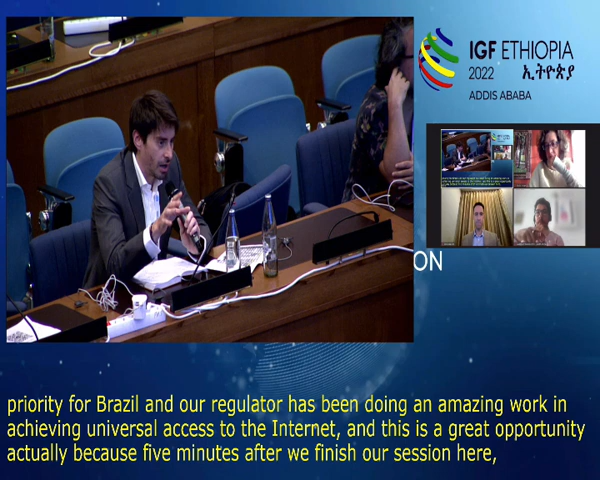 IGF ETHIOPIA
2022 ኢትዮጵያ
ADDIS ABABA
ON
priority for Brazil and our regulator has been doing an amazing work in
achieving universal access to the Internet, and this is a great opportunity
actually because five minutes after we finish our session here,